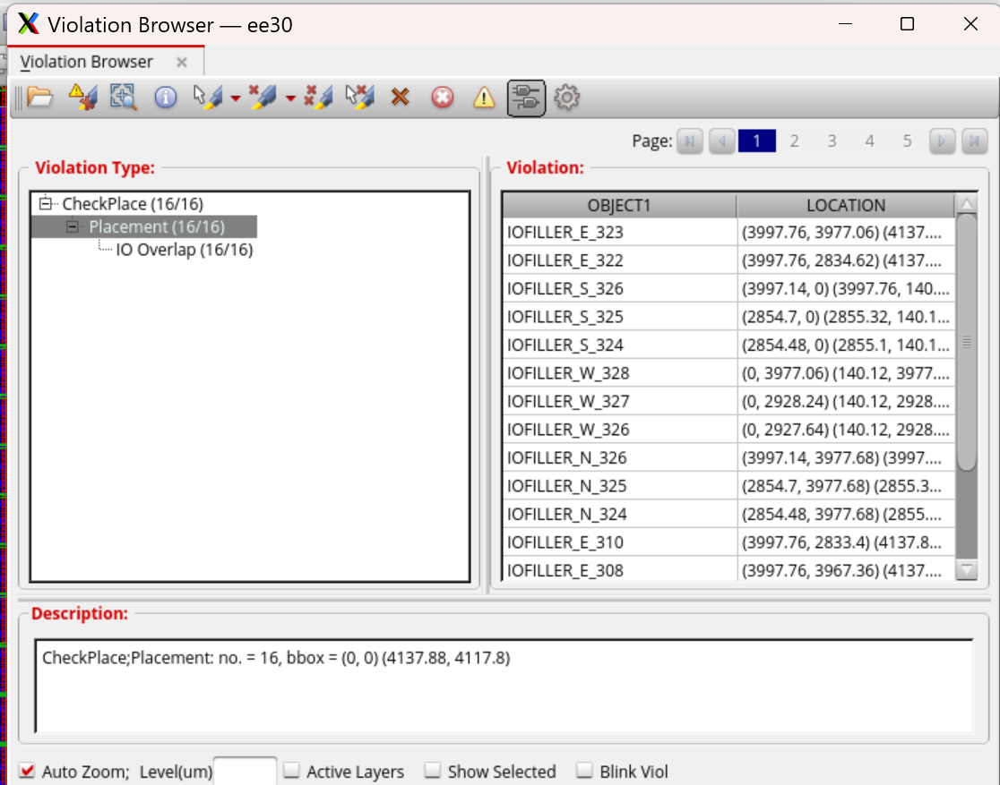 Violation Browser — ee30
Violation Browser
Page: 1 2 3 4 5
Violation Type:
CheckPlace (16/16)
Placement (16/16)
IO Overlap (16/16)
Violation:
OBJECT1 LOCATION
IOFILLER_E_323 (3997.76, 3977.06) (4137....
IOFILLER_E_322 (3997.76, 2834.62) (4137....
IOFILLER_S_326 (3997.14, 0) (3997.76, 140....
IOFILLER_S_325 (2854.7, 0) (2855.32, 140.1...
IOFILLER_S_324 (2854.48, 0) (2855.1, 140.1...
IOFILLER_W_328 (0, 3977.06) (140.12, 3977....
IOFILLER_W_327 (0, 2928.24) (140.12, 2928....
IOFILLER_W_326 (0, 2927.64) (140.12, 2928....
IOFILLER_N_326 (3997.14, 3977.68) (3997....
IOFILLER_N_325 (2854.7, 3977.68) (2855.3...
IOFILLER_N_324 (2854.48, 3977.68) (2855....
IOFILLER_E_310 (3997.76, 2833.4) (4137.8...
IOFILLER_E_308 (3997.76, 3967.36) (4137....
Description:
CheckPlace;Placement: no. = 16, bbox = (0, 0) (4137.88, 4117.8)
Auto Zoom; Level(um) Active Layers Show Selected Blink Viol